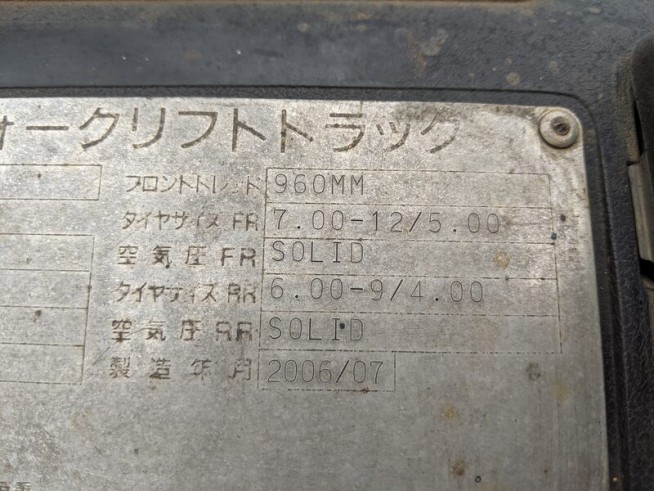 ォークリフトトラック
フロントトレッド 960MM
タイヤサイズ FR 7.00-12/5.00
空気圧 FR SOLID
タイヤサイズ RR 6.00-9/4.00
空気圧 RR SOLID
製造年月 2006/07